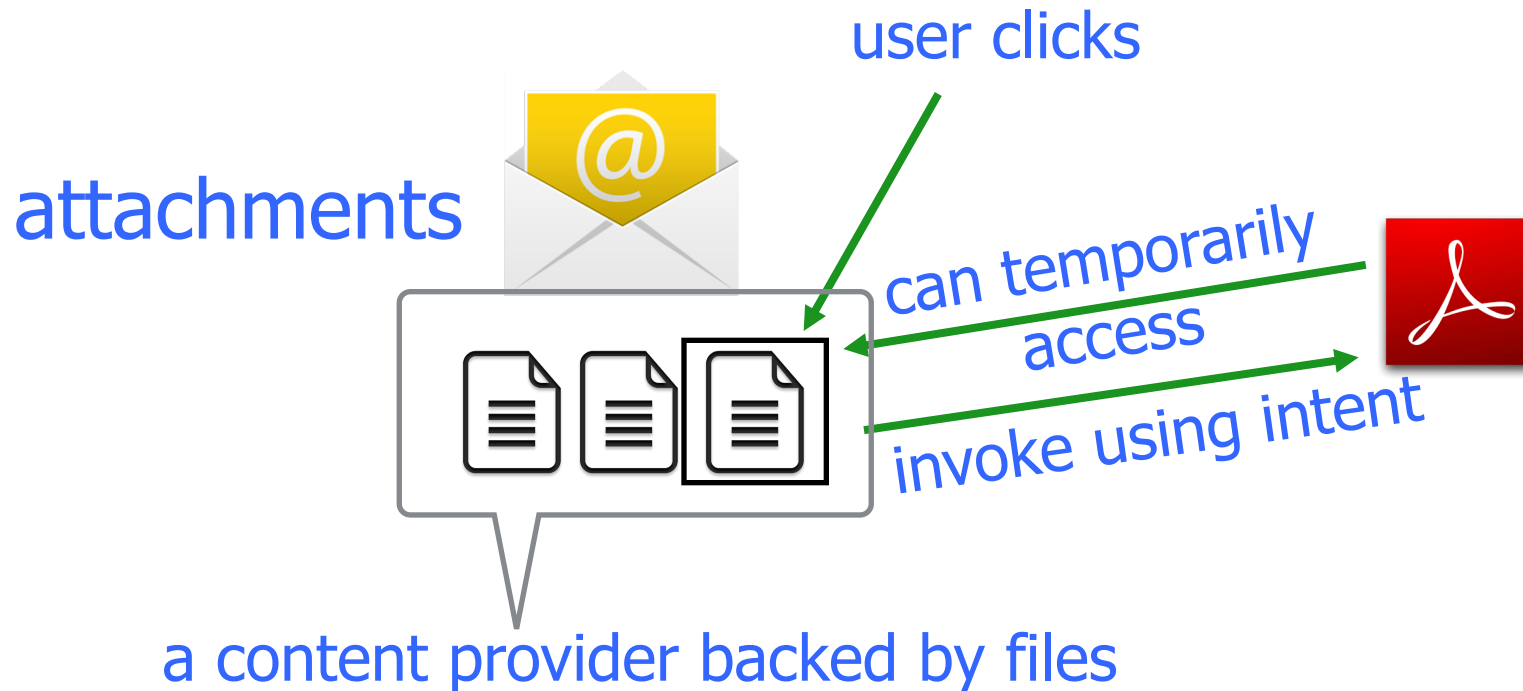 user clicks
@
attachments
can temporarily
access
invoke using intent
a content provider backed by files